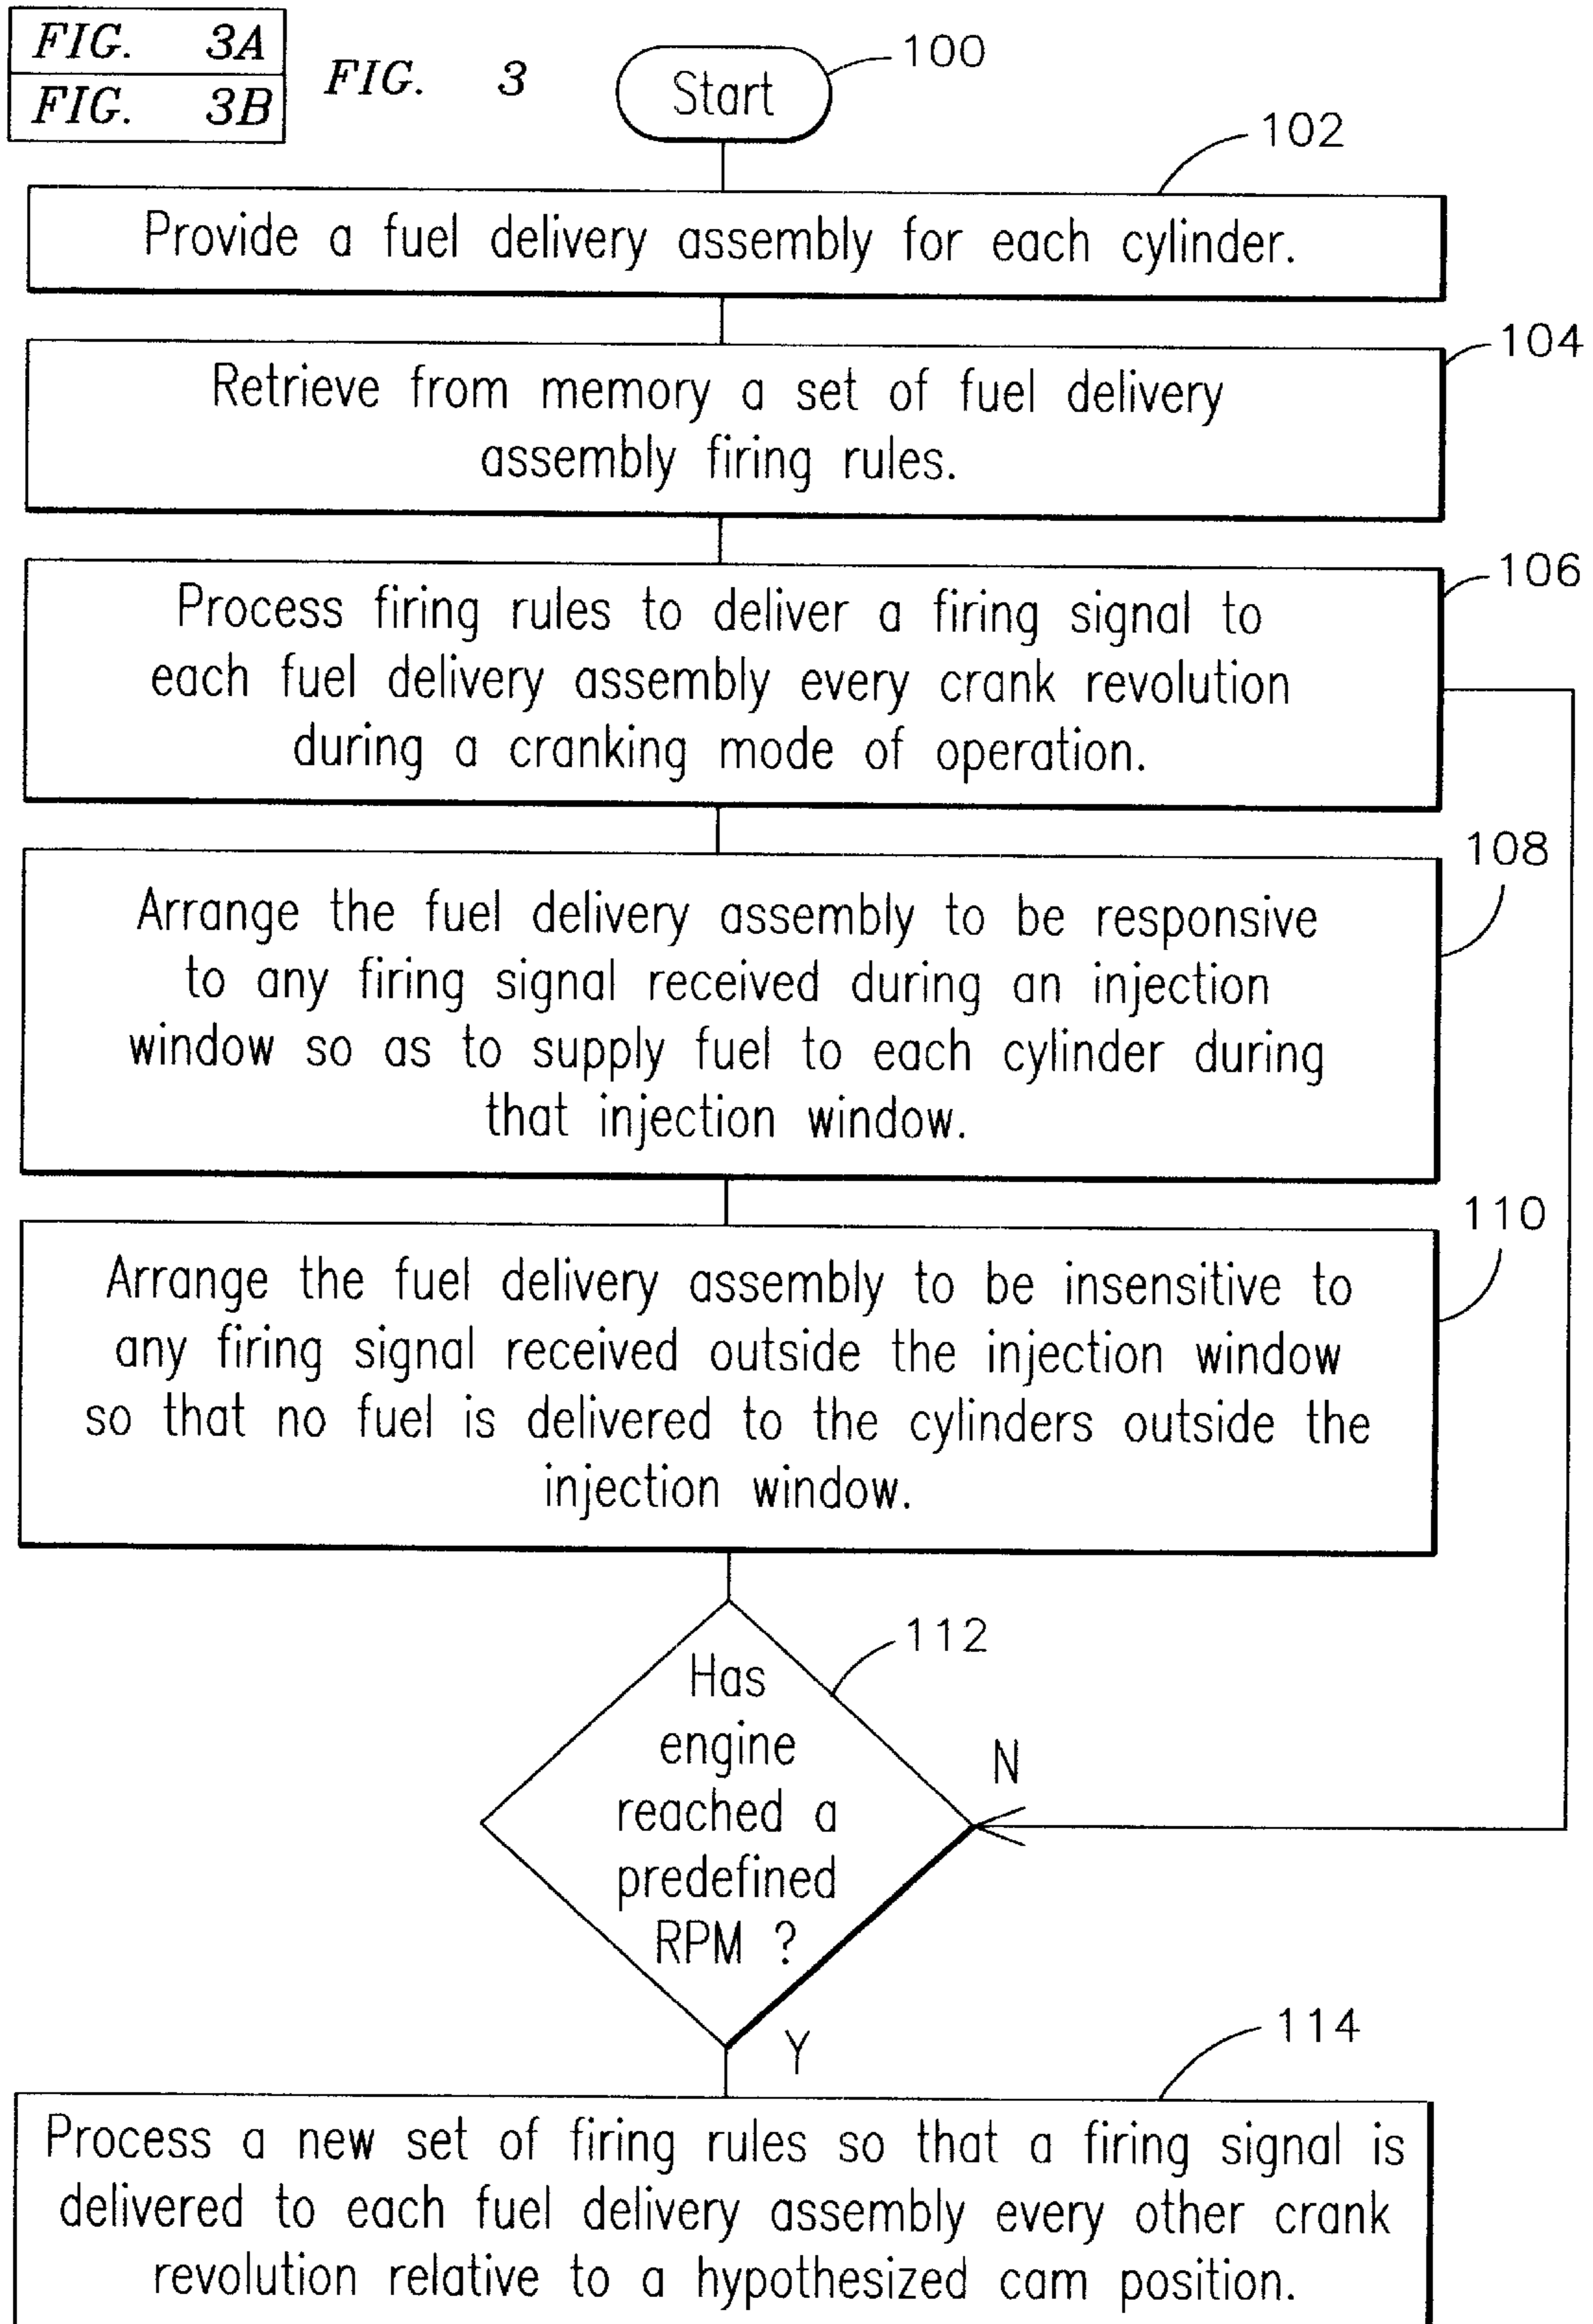 FIG. 3A
FIG. 3B
FIG. 3
Start
100
102
Provide a fuel delivery assembly for each cylinder.
104
Retrieve from memory a set of fuel delivery
assembly firing rules.
106
Process firing rules to deliver a firing signal to
each fuel delivery assembly every crank revolution
during a cranking mode of operation.
108
Arrange the fuel delivery assembly to be responsive
to any firing signal received during an injection
window so as to supply fuel to each cylinder during
that injection window.
110
Arrange the fuel delivery assembly to be insensitive to
any firing signal received outside the injection window
so that no fuel is delivered to the cylinders outside the
injection window.
112
Has
engine
reached a
predefined
RPM ?
N
Y
114
Process a new set of firing rules so that a firing signal is
delivered to each fuel delivery assembly every other crank
revolution relative to a hypothesized cam position.